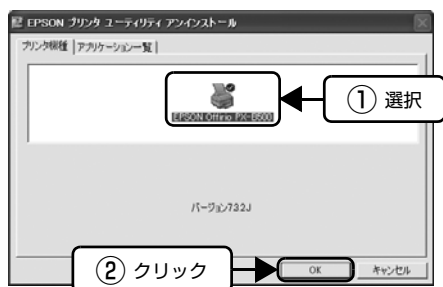 EPSON プリンタ ユーティリティ アンインストール
プリンタ機種 アプリケーション一覧
① 選択
EPSON Offirio PX-B500
バージョン7.32J
② クリック
OK キャンセル